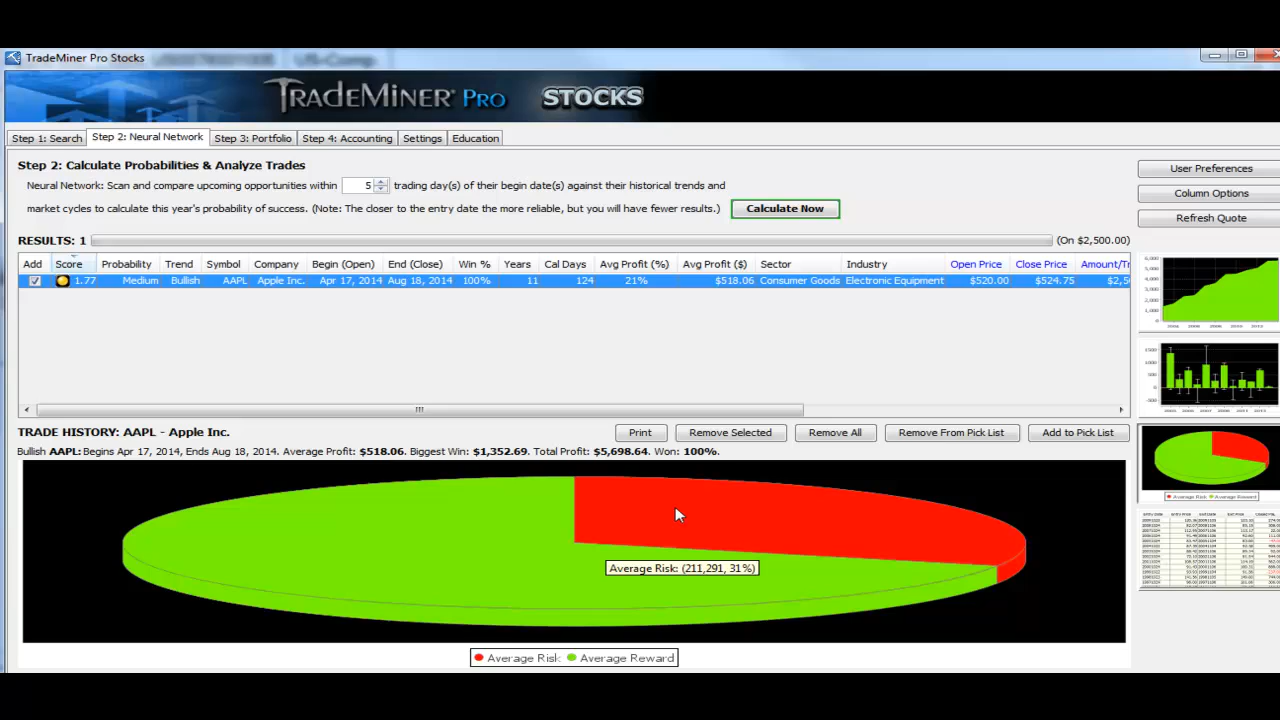 TradeMiner Pro Stocks
TRADEMINER® PRO STOCKS
Step 1: Search Step 2: Neural Network Step 3: Portfolio Step 4: Accounting Settings Education
Step 2: Calculate Probabilities & Analyze Trades
Neural Network: Scan and compare upcoming opportunities within 5 trading day(s) of their begin date(s) against their historical trends and
market cycles to calculate this year's probability of success. (Note: The closer to the entry date the more reliable, but you will have fewer results.) Calculate Now
User Preferences
Column Options
Refresh Quote
RESULTS: 1 (On $2,500.00)
Add Score Probability Trend Symbol Company Begin (Open) End (Close) Win % Years Cal Days Avg Profit (%) Avg Profit ($) Sector Industry Open Price Close Price Amount/Tr
1.77 Medium Bullish AAPL Apple Inc. Apr 17, 2014 Aug 18, 2014 100% 11 124 21% $518.06 Consumer Goods Electronic Equipment $520.00 $524.75 $2,50
TRADE HISTORY: AAPL - Apple Inc. Print Remove Selected Remove All Remove From Pick List Add to Pick List
Bullish AAPL: Begins Apr 17, 2014, Ends Aug 18, 2014. Average Profit: $518.06. Biggest Win: $1,352.69. Total Profit: $5,698.64. Won: 100%.
Average Risk: (211,291, 31%)
Average Risk Average Reward
Average Risk Average Reward